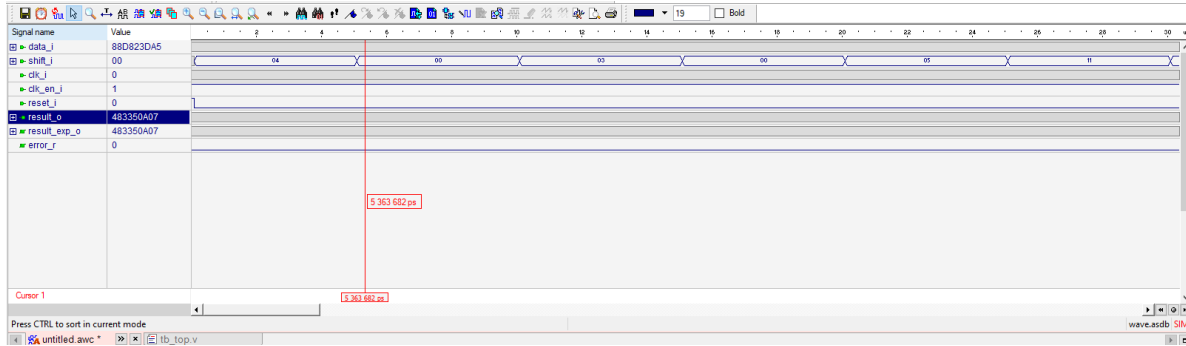 19 Bold
Signal name Value 2 4 6 8 10 12 14 16 18 20 22 24 26 28 30
data_i 88D823DA5
shift_i 00 04 00 03 00 05 11
clk_i 0
clk_en_i 1
reset_i 0
result_o 483350A07
result_exp_o 483350A07
error_r 0
5 363 682 ps
Cursor 1 5 363 682 ps
Press CTRL to sort in current mode wave.asdb SIM
untitled.awc * tb_top.v